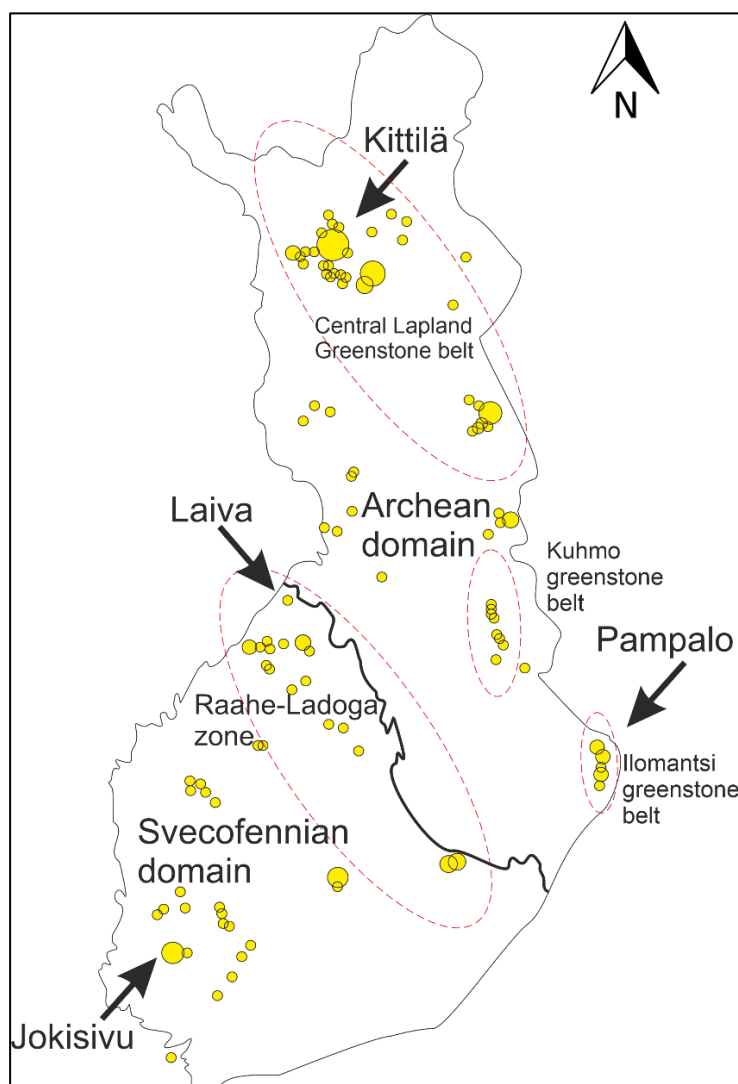 N
Kittilä
Central Lapland
Greenstone belt
Laiva
Archean
domain
Kuhmo
greenstone
belt
Pampalo
Raahe-Ladoga
zone
Ilomantsi
greenstone
belt
Svecofennian
domain
Jokisivu